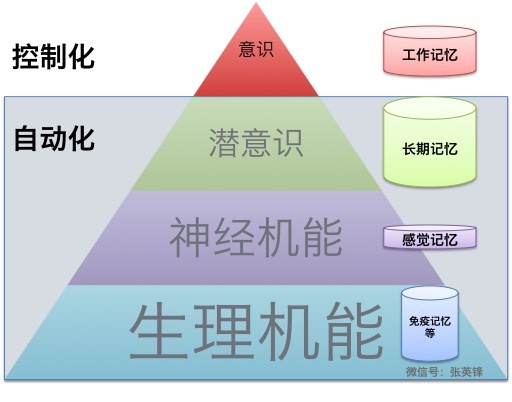 控制化
意识
工作记忆
自动化
潜意识
长期记忆
神经机能
感觉记忆
生理机能
免疫记忆
等
微信号：张英锋